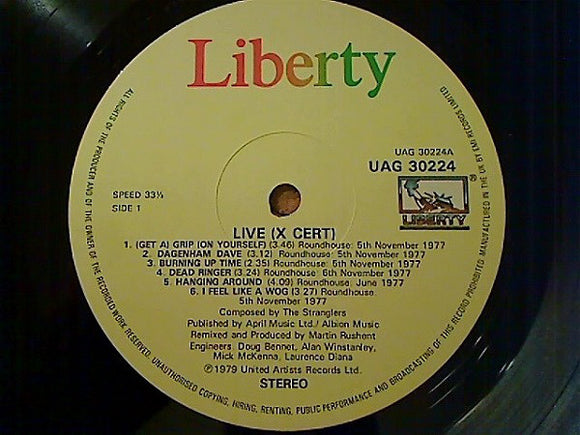 Liberty
UAG 30224A
UAG 30224
SPEED 33⅓
SIDE 1
LIBERTY
LIVE (X CERT)
1. (GET A) GRIP (ON YOURSELF) (3.46) Roundhouse: 5th November 1977
2. DAGENHAM DAVE (3.12) Roundhouse: 5th November 1977
3. BURNING UP TIME (2.35) Roundhouse: 5th November 1977
4. DEAD RINGER (3.24) Roundhouse: 6th November 1977
5. HANGING AROUND (4.09) Roundhouse: June 1977
6. I FEEL LIKE A WOG (3.27) Roundhouse:
5th November 1977
Composed by The Stranglers
Published by April Music Ltd./Albion Music
Remixed and Produced by Martin Rushent
Engineers: Doug Bennet, Alan Winstanley,
Mick McKenna, Laurence Diana
℗ 1979 United Artists Records Ltd.
STEREO
ALL RIGHTS OF THE PRODUCER AND OF THE OWNER OF THE RECORDED WORK RESERVED. UNAUTHORISED COPYING, HIRING, RENTING, PUBLIC PERFORMANCE AND BROADCASTING OF THIS RECORD PROHIBITED MANUFACTURED IN THE UK BY EMI RECORDS LIMITED